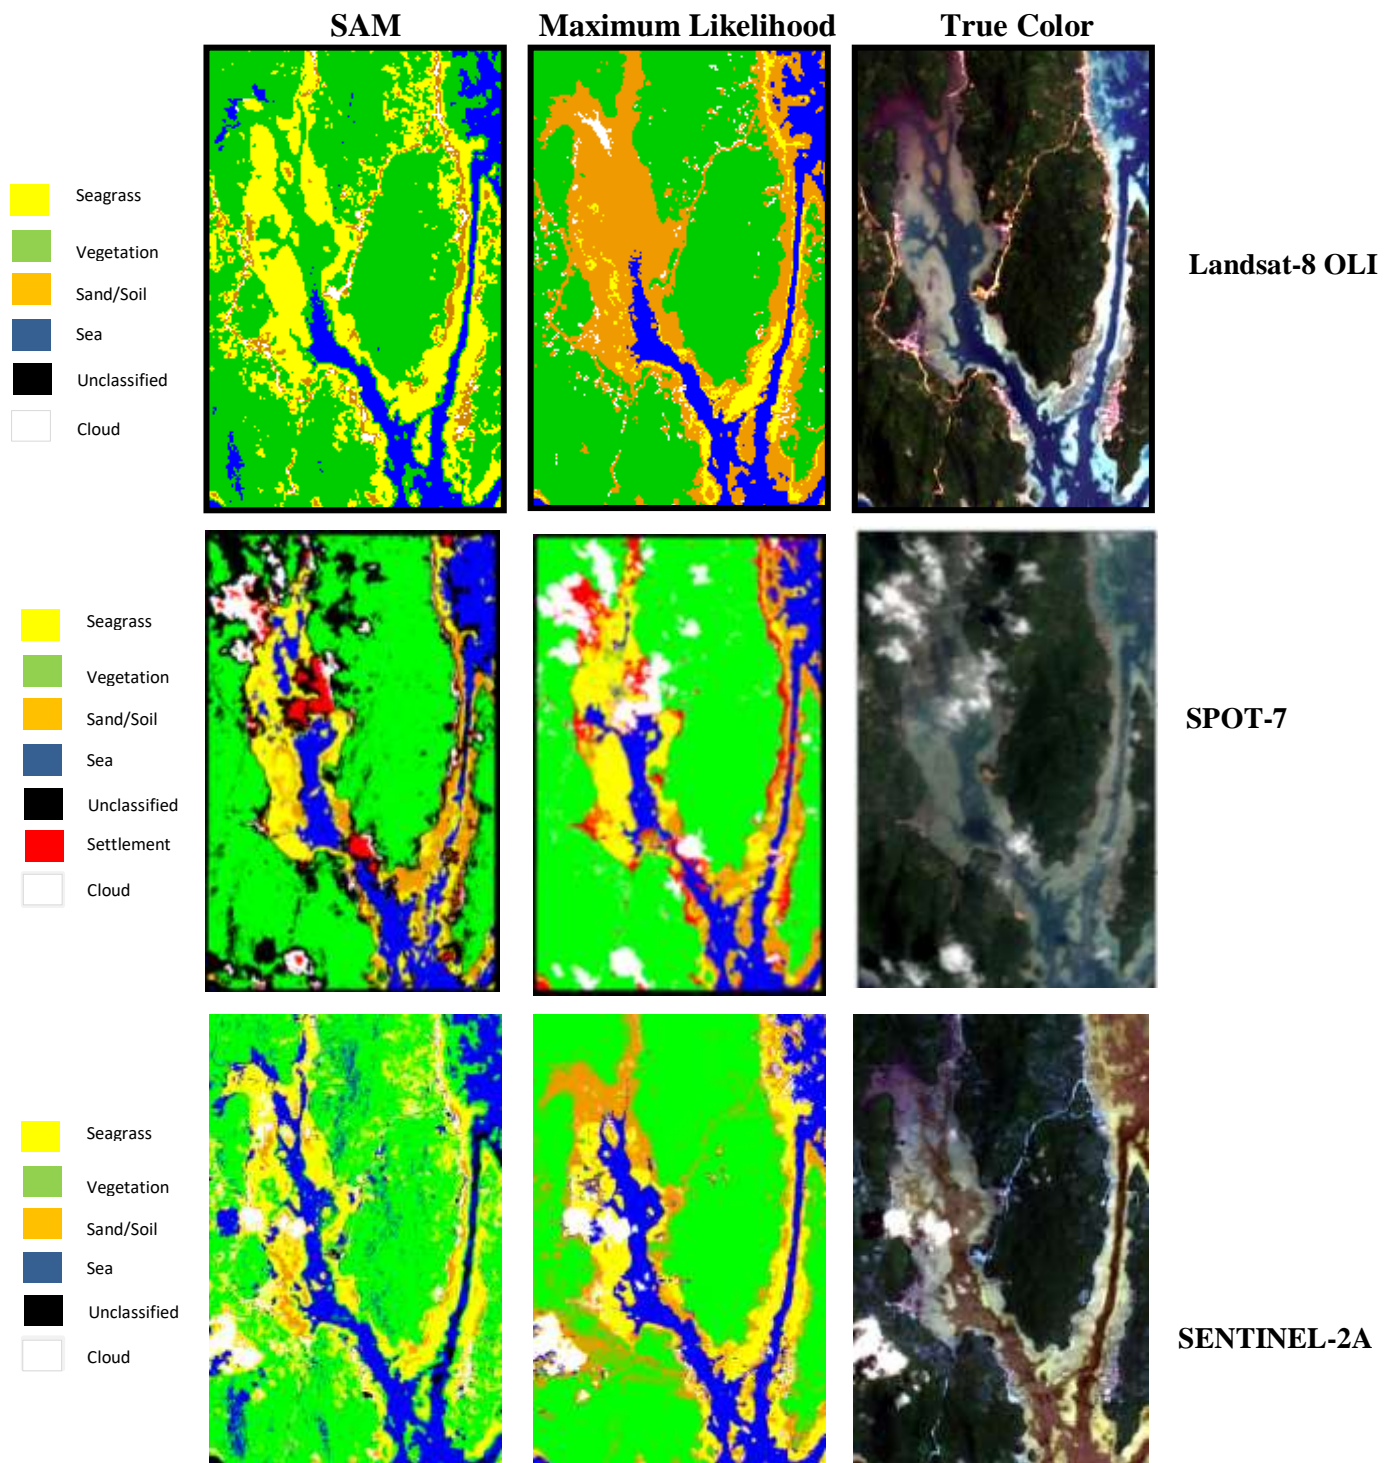 SAM
Maximum Likelihood
True Color
Seagrass
Vegetation
Sand/Soil
Sea
Unclassified
Cloud
Landsat-8 OLI
Seagrass
Vegetation
Sand/Soil
Sea
Unclassified
Settlement
Cloud
SPOT-7
Seagrass
Vegetation
Sand/Soil
Sea
Unclassified
Cloud
SENTINEL-2A